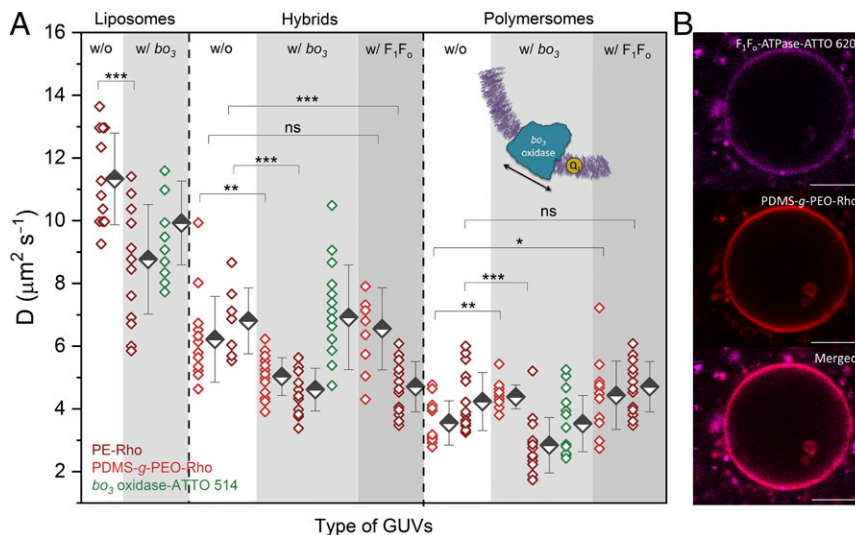 A
Liposomes Hybrids Polymersomes
w/o w/ bo3 w/o w/ bo3 w/ F1Fo w/o w/ bo3 w/ F1Fo
16
14
12
10
8
6
4
2
D (μm² s⁻¹)
***
***
ns
***
**
bo3
oxidase
Q1
ns
*
***
**
PE-Rho
PDMS-g-PEO-Rho
bo3 oxidase-ATTO 514
Type of GUVs
B
F1Fo-ATPase-ATTO 620
PDMS-g-PEO-Rho
Merged